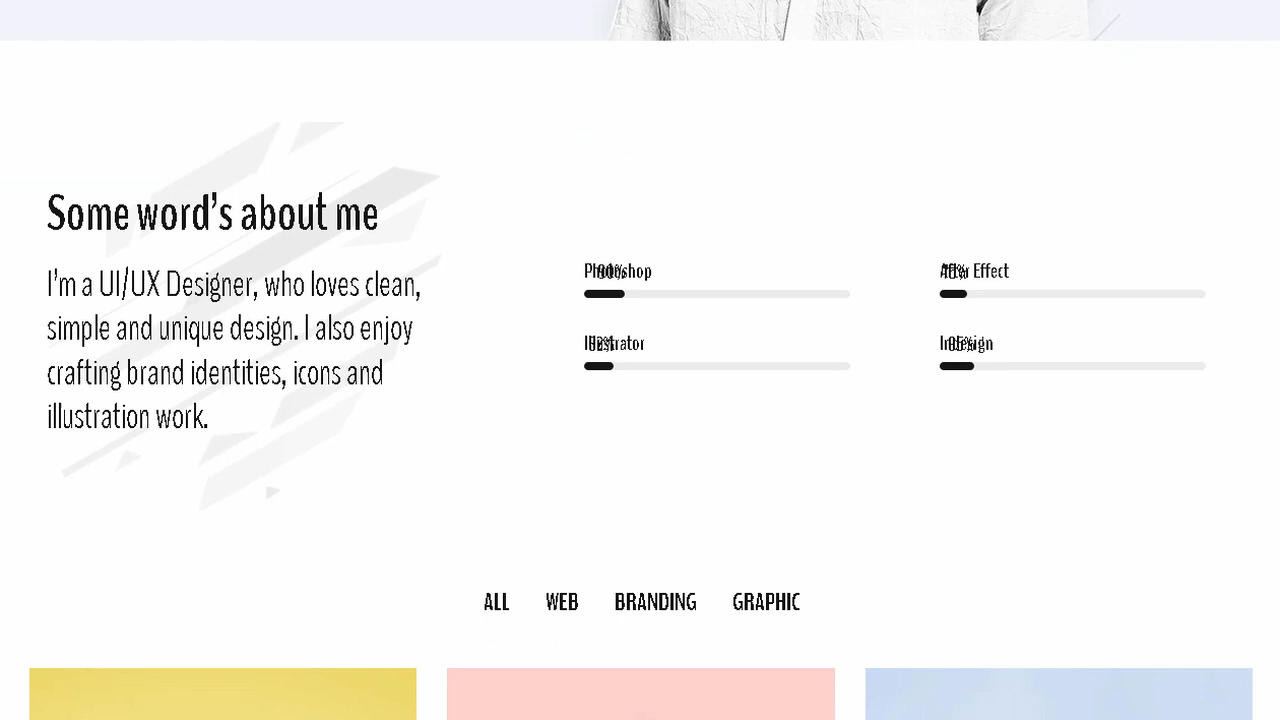 Some word's about me
I'm a UI/UX Designer, who loves clean,
simple and unique design. I also enjoy
crafting brand identities, icons and
illustration work.
Photoshop
After Effect
Illustrator
Indesign
ALL WEB BRANDING GRAPHIC